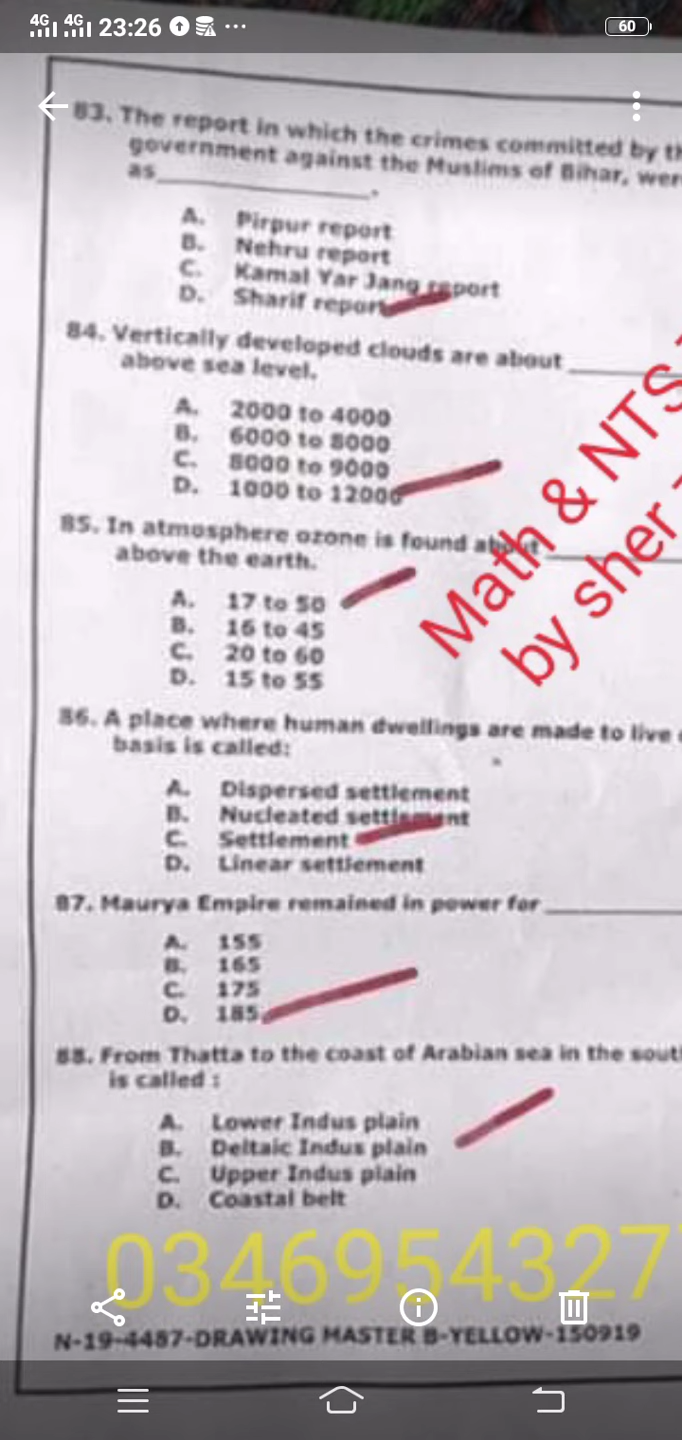 4G 4G 23:26 ...
60
83. The report in which the crimes committed by th
government against the Muslims of Bihar, wer
as____________.
A. Pirpur report
B. Nehru report
C. Kamal Yar Jang report
D. Sharif report
84. Vertically developed clouds are about ________
above sea level.
A. 2000 to 4000
B. 6000 to 8000
C. 8000 to 9000
D. 1000 to 12000
85. In atmosphere ozone is found about ________
above the earth.
A. 17 to 50
B. 16 to 45
C. 20 to 60
D. 15 to 55
Math & NTS
by sher
86. A place where human dwellings are made to live
basis is called:
A. Dispersed settlement
B. Nucleated settlement
C. Settlement
D. Linear settlement
87. Maurya Empire remained in power for ________
A. 155
B. 165
C. 175
D. 185
88. From Thatta to the coast of Arabian sea in the sout
is called :
A. Lower Indus plain
B. Deltaic Indus plain
C. Upper Indus plain
D. Coastal belt
0346954327
N-19-4487-DRAWING MASTER B-YELLOW-150919